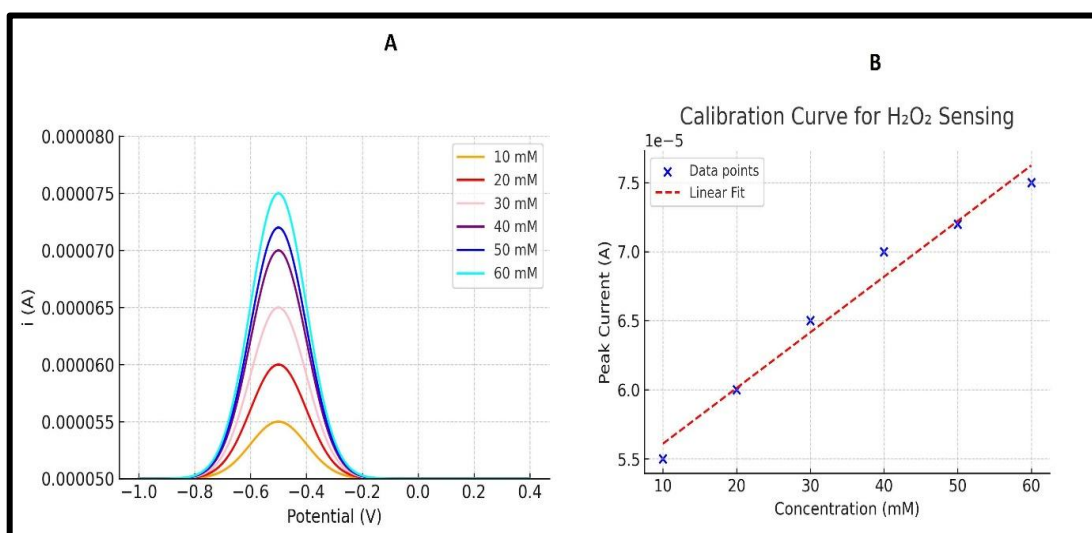 A
i (A)
0.000080
0.000075
0.000070
0.000065
0.000060
0.000055
0.000050
10 mM
20 mM
30 mM
40 mM
50 mM
60 mM
−1.0 −0.8 −0.6 −0.4 −0.2 0.0 0.2 0.4
Potential (V)
B
Calibration Curve for H₂O₂ Sensing
1e−5
Data points
Linear Fit
Peak Current (A)
7.5
7.0
6.5
6.0
5.5
10 20 30 40 50 60
Concentration (mM)